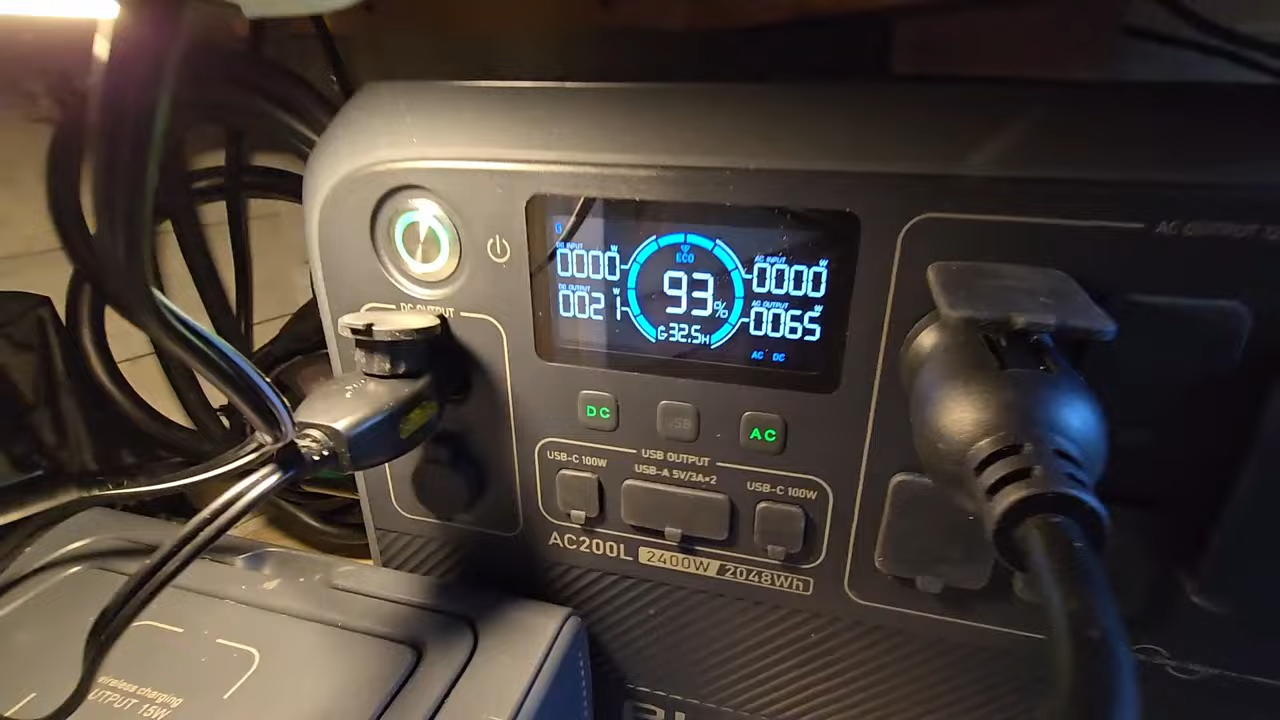 DC INPUT W
0000
DC OUTPUT W
0021
ECO
93%
32.5H
AC INPUT W
0000
AC OUTPUT W
0065
AC DC
AC OUTPUT
DC OUTPUT
DC
USB
AC
USB OUTPUT
USB-C 100W
USB-A 5V/3A×2
USB-C 100W
AC200L 2400W 2048Wh
wireless charging
OUTPUT 15W